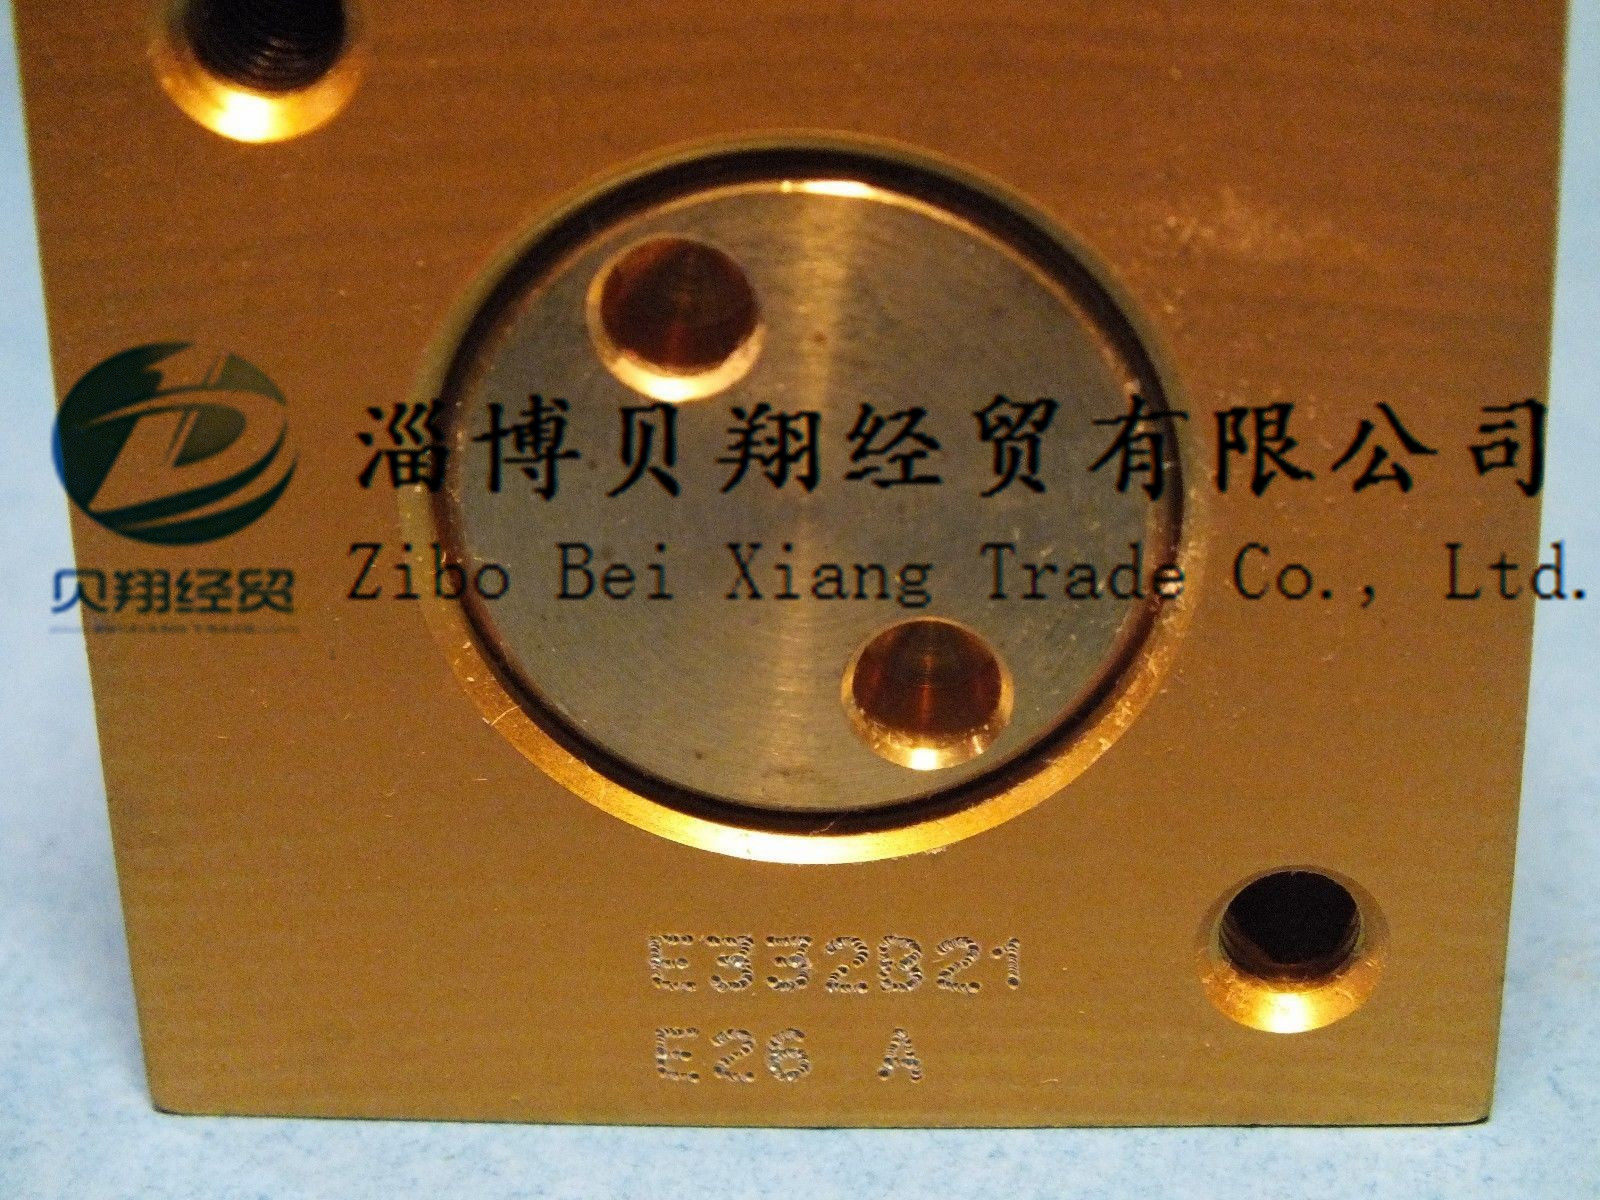 淄博贝翔经贸有限公司
Zibo Bei Xiang Trade Co., Ltd.
贝翔经贸
E332B21
E26 A